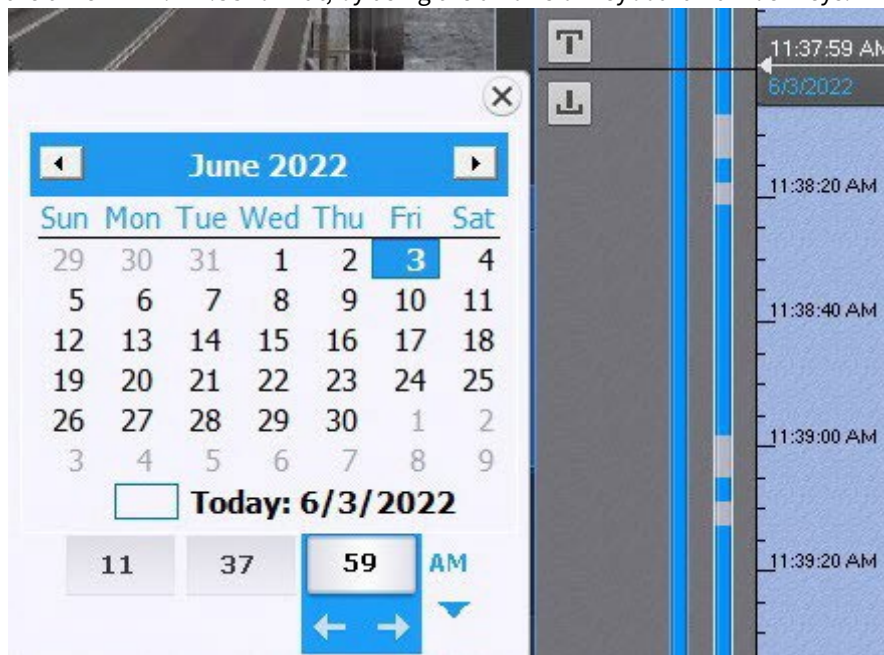 11:37:59 AM
6/3/2022
June 2022
Sun Mon Tue Wed Thu Fri Sat
29 30 31 1 2 3 4
5 6 7 8 9 10 11
12 13 14 15 16 17 18
19 20 21 22 23 24 25
26 27 28 29 30 1 2
3 4 5 6 7 8 9
Today: 6/3/2022
11 37 59 AM
11:38:20 AM
11:38:40 AM
11:39:00 AM
11:39:20 AM